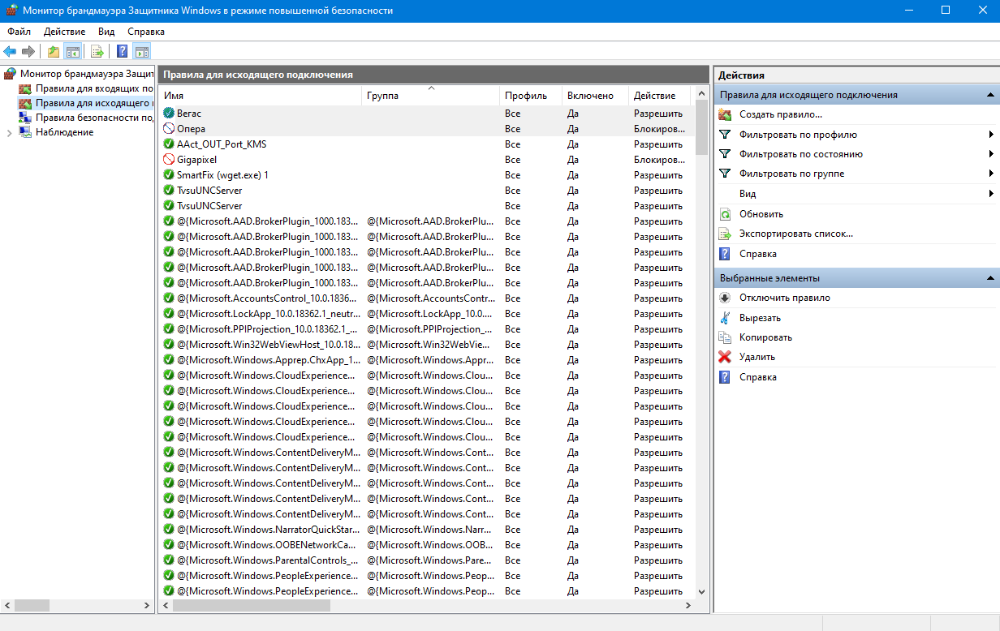 Монитор брандмауэра Защитника Windows в режиме повышенной безопасности
Файл Действие Вид Справка
Монитор брандмауэра Защит
Правила для входящих по
Правила для исходящего
Правила безопасности по
Наблюдение
Правила для исходящего подключения
Имя Группа Профиль Включено Действие
Вегас Все Да Разрешить
Опера Все Да Блокиров...
AAct_OUT_Port_KMS Все Да Разрешить
Gigapixel Все Да Блокиров...
SmartFix (wget.exe) 1 Все Да Разрешить
TvsuUNCServer Все Да Разрешить
TvsuUNCServer Все Да Разрешить
@{Microsoft.AAD.BrokerPlugin_1000.183... @{Microsoft.AAD.BrokerPlu... Все Да Разрешить
@{Microsoft.AAD.BrokerPlugin_1000.183... @{Microsoft.AAD.BrokerPlu... Все Да Разрешить
@{Microsoft.AAD.BrokerPlugin_1000.183... @{Microsoft.AAD.BrokerPlu... Все Да Разрешить
@{Microsoft.AAD.BrokerPlugin_1000.183... @{Microsoft.AAD.BrokerPlu... Все Да Разрешить
@{Microsoft.AAD.BrokerPlugin_1000.183... @{Microsoft.AAD.BrokerPlu... Все Да Разрешить
@{Microsoft.AccountsControl_10.0.1836... @{Microsoft.AccountsContr... Все Да Разрешить
@{Microsoft.LockApp_10.0.18362.1_neutr... @{Microsoft.LockApp_10.0.... Все Да Разрешить
@{Microsoft.PPIProjection_10.0.18362.1_... @{Microsoft.PPIProjection_... Все Да Разрешить
@{Microsoft.Win32WebViewHost_10.0.18... @{Microsoft.Win32WebVie... Все Да Разрешить
@{Microsoft.Windows.Apprep.ChxApp_1... @{Microsoft.Windows.Appr... Все Да Разрешить
@{Microsoft.Windows.CloudExperience... @{Microsoft.Windows.Clou... Все Да Разрешить
@{Microsoft.Windows.CloudExperience... @{Microsoft.Windows.Clou... Все Да Разрешить
@{Microsoft.Windows.CloudExperience... @{Microsoft.Windows.Clou... Все Да Разрешить
@{Microsoft.Windows.CloudExperience... @{Microsoft.Windows.Clou... Все Да Разрешить
@{Microsoft.Windows.CloudExperience... @{Microsoft.Windows.Clou... Все Да Разрешить
@{Microsoft.Windows.ContentDeliveryM... @{Microsoft.Windows.Cont... Все Да Разрешить
@{Microsoft.Windows.ContentDeliveryM... @{Microsoft.Windows.Cont... Все Да Разрешить
@{Microsoft.Windows.ContentDeliveryM... @{Microsoft.Windows.Cont... Все Да Разрешить
@{Microsoft.Windows.ContentDeliveryM... @{Microsoft.Windows.Cont... Все Да Разрешить
@{Microsoft.Windows.ContentDeliveryM... @{Microsoft.Windows.Cont... Все Да Разрешить
@{Microsoft.Windows.NarratorQuickStar... @{Microsoft.Windows.Narr... Все Да Разрешить
@{Microsoft.Windows.OOBENetworkCa... @{Microsoft.Windows.OOB... Все Да Разрешить
@{Microsoft.Windows.ParentalControls_... @{Microsoft.Windows.Pare... Все Да Разрешить
@{Microsoft.Windows.PeopleExperience... @{Microsoft.Windows.Peop... Все Да Разрешить
@{Microsoft.Windows.PeopleExperience... @{Microsoft.Windows.Peop... Все Да Разрешить
Действия
Правила для исходящего подключения
Создать правило...
Фильтровать по профилю
Фильтровать по состоянию
Фильтровать по группе
Вид
Обновить
Экспортировать список...
Справка
Выбранные элементы
Отключить правило
Вырезать
Копировать
Удалить
Справка